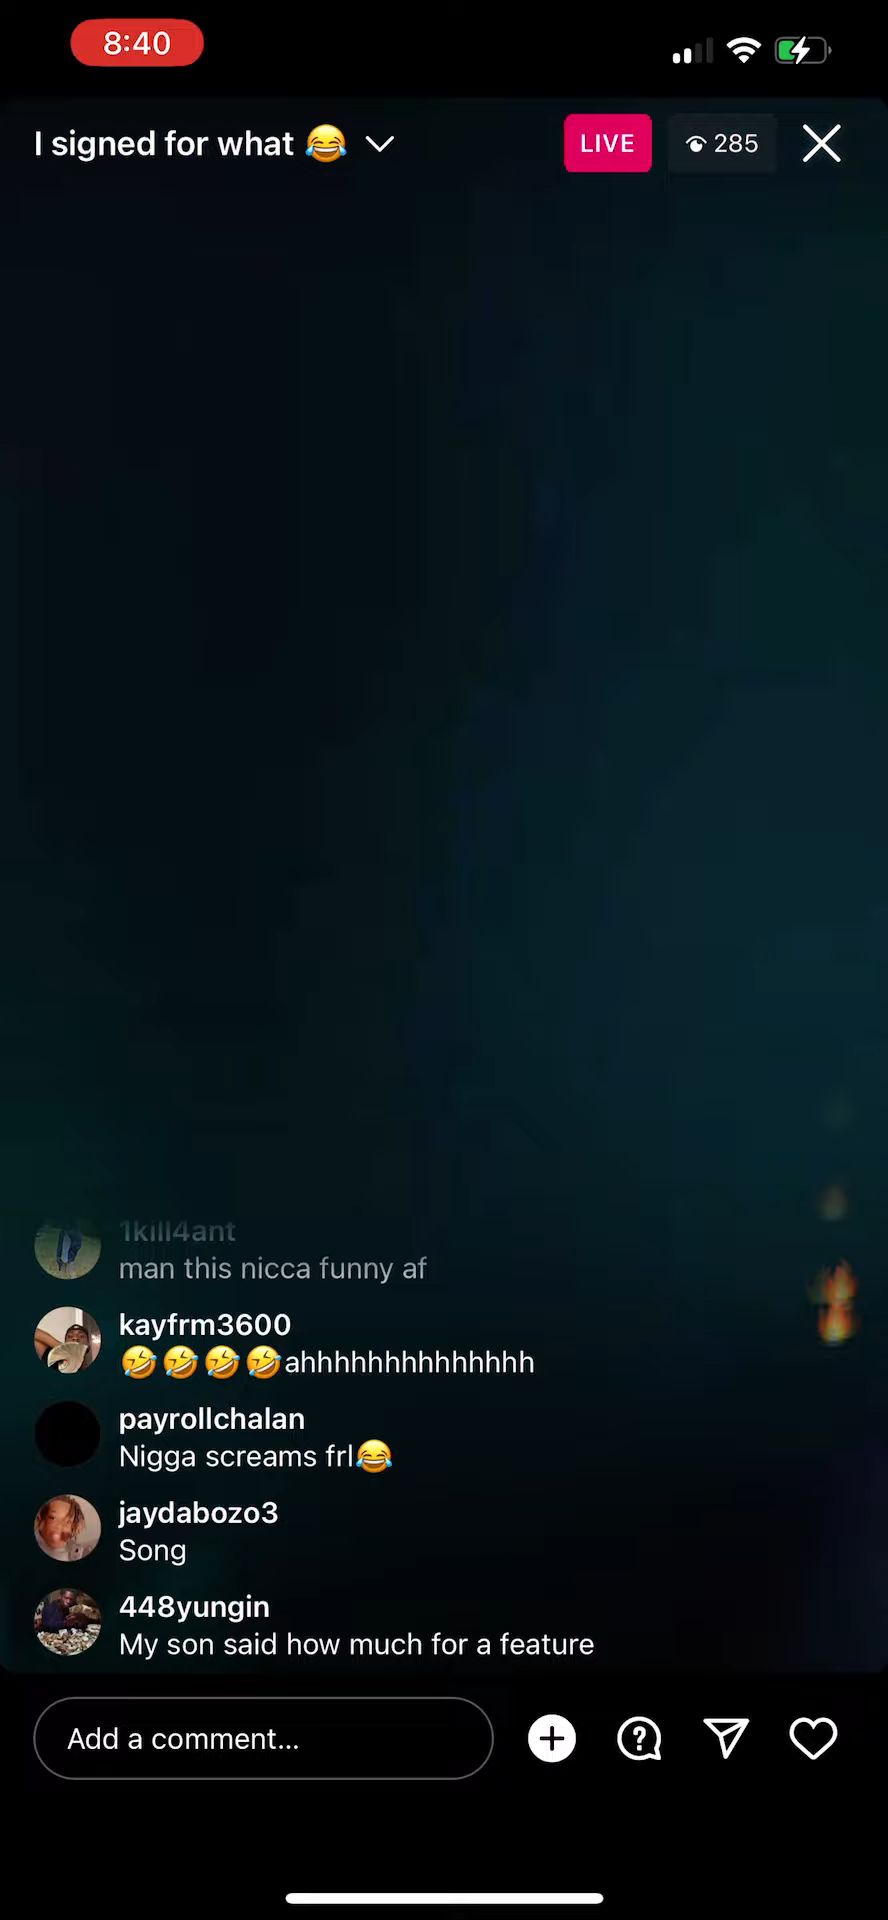 8:40
I signed for what 😂
LIVE
285
1kill4ant
man this nicca funny af
kayfrm3600
🤣🤣🤣🤣ahhhhhhhhhhhhhh
payrollchalan
Nigga screams frl😂
jaydabozo3
Song
448yungin
My son said how much for a feature
Add a comment...